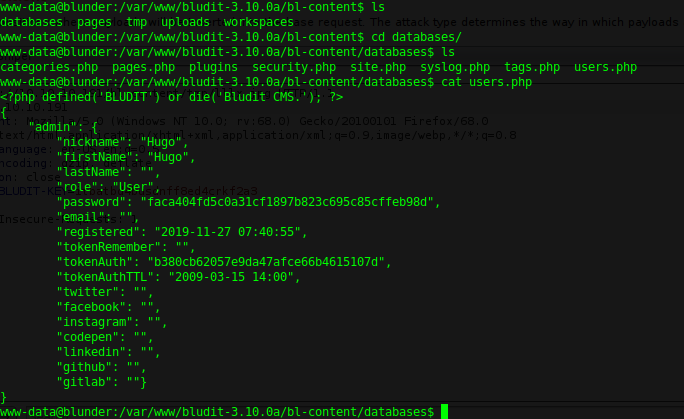 www-data@blunder:/var/www/bludit-3.10.0a/bl-content$ ls
databases  pages  tmp  uploads  workspaces
www-data@blunder:/var/www/bludit-3.10.0a/bl-content$ cd databases/
www-data@blunder:/var/www/bludit-3.10.0a/bl-content/databases$ ls
categories.php  pages.php  plugins  security.php  site.php  syslog.php  tags.php  users.php
www-data@blunder:/var/www/bludit-3.10.0a/bl-content/databases$ cat users.php
<?php defined('BLUDIT') or die('Bludit CMS.'); ?>
{
    "admin": {
        "nickname": "Hugo",
        "firstName": "Hugo",
        "lastName": "",
        "role": "User",
        "password": "faca404fd5c0a31cf1897b823c695c85cffeb98d",
        "email": "",
        "registered": "2019-11-27 07:40:55",
        "tokenRemember": "",
        "tokenAuth": "b380cb62057e9da47afce66b4615107d",
        "tokenAuthTTL": "2009-03-15 14:00",
        "twitter": "",
        "facebook": "",
        "instagram": "",
        "codepen": "",
        "linkedin": "",
        "github": "",
        "gitlab": ""}
}
www-data@blunder:/var/www/bludit-3.10.0a/bl-content/databases$